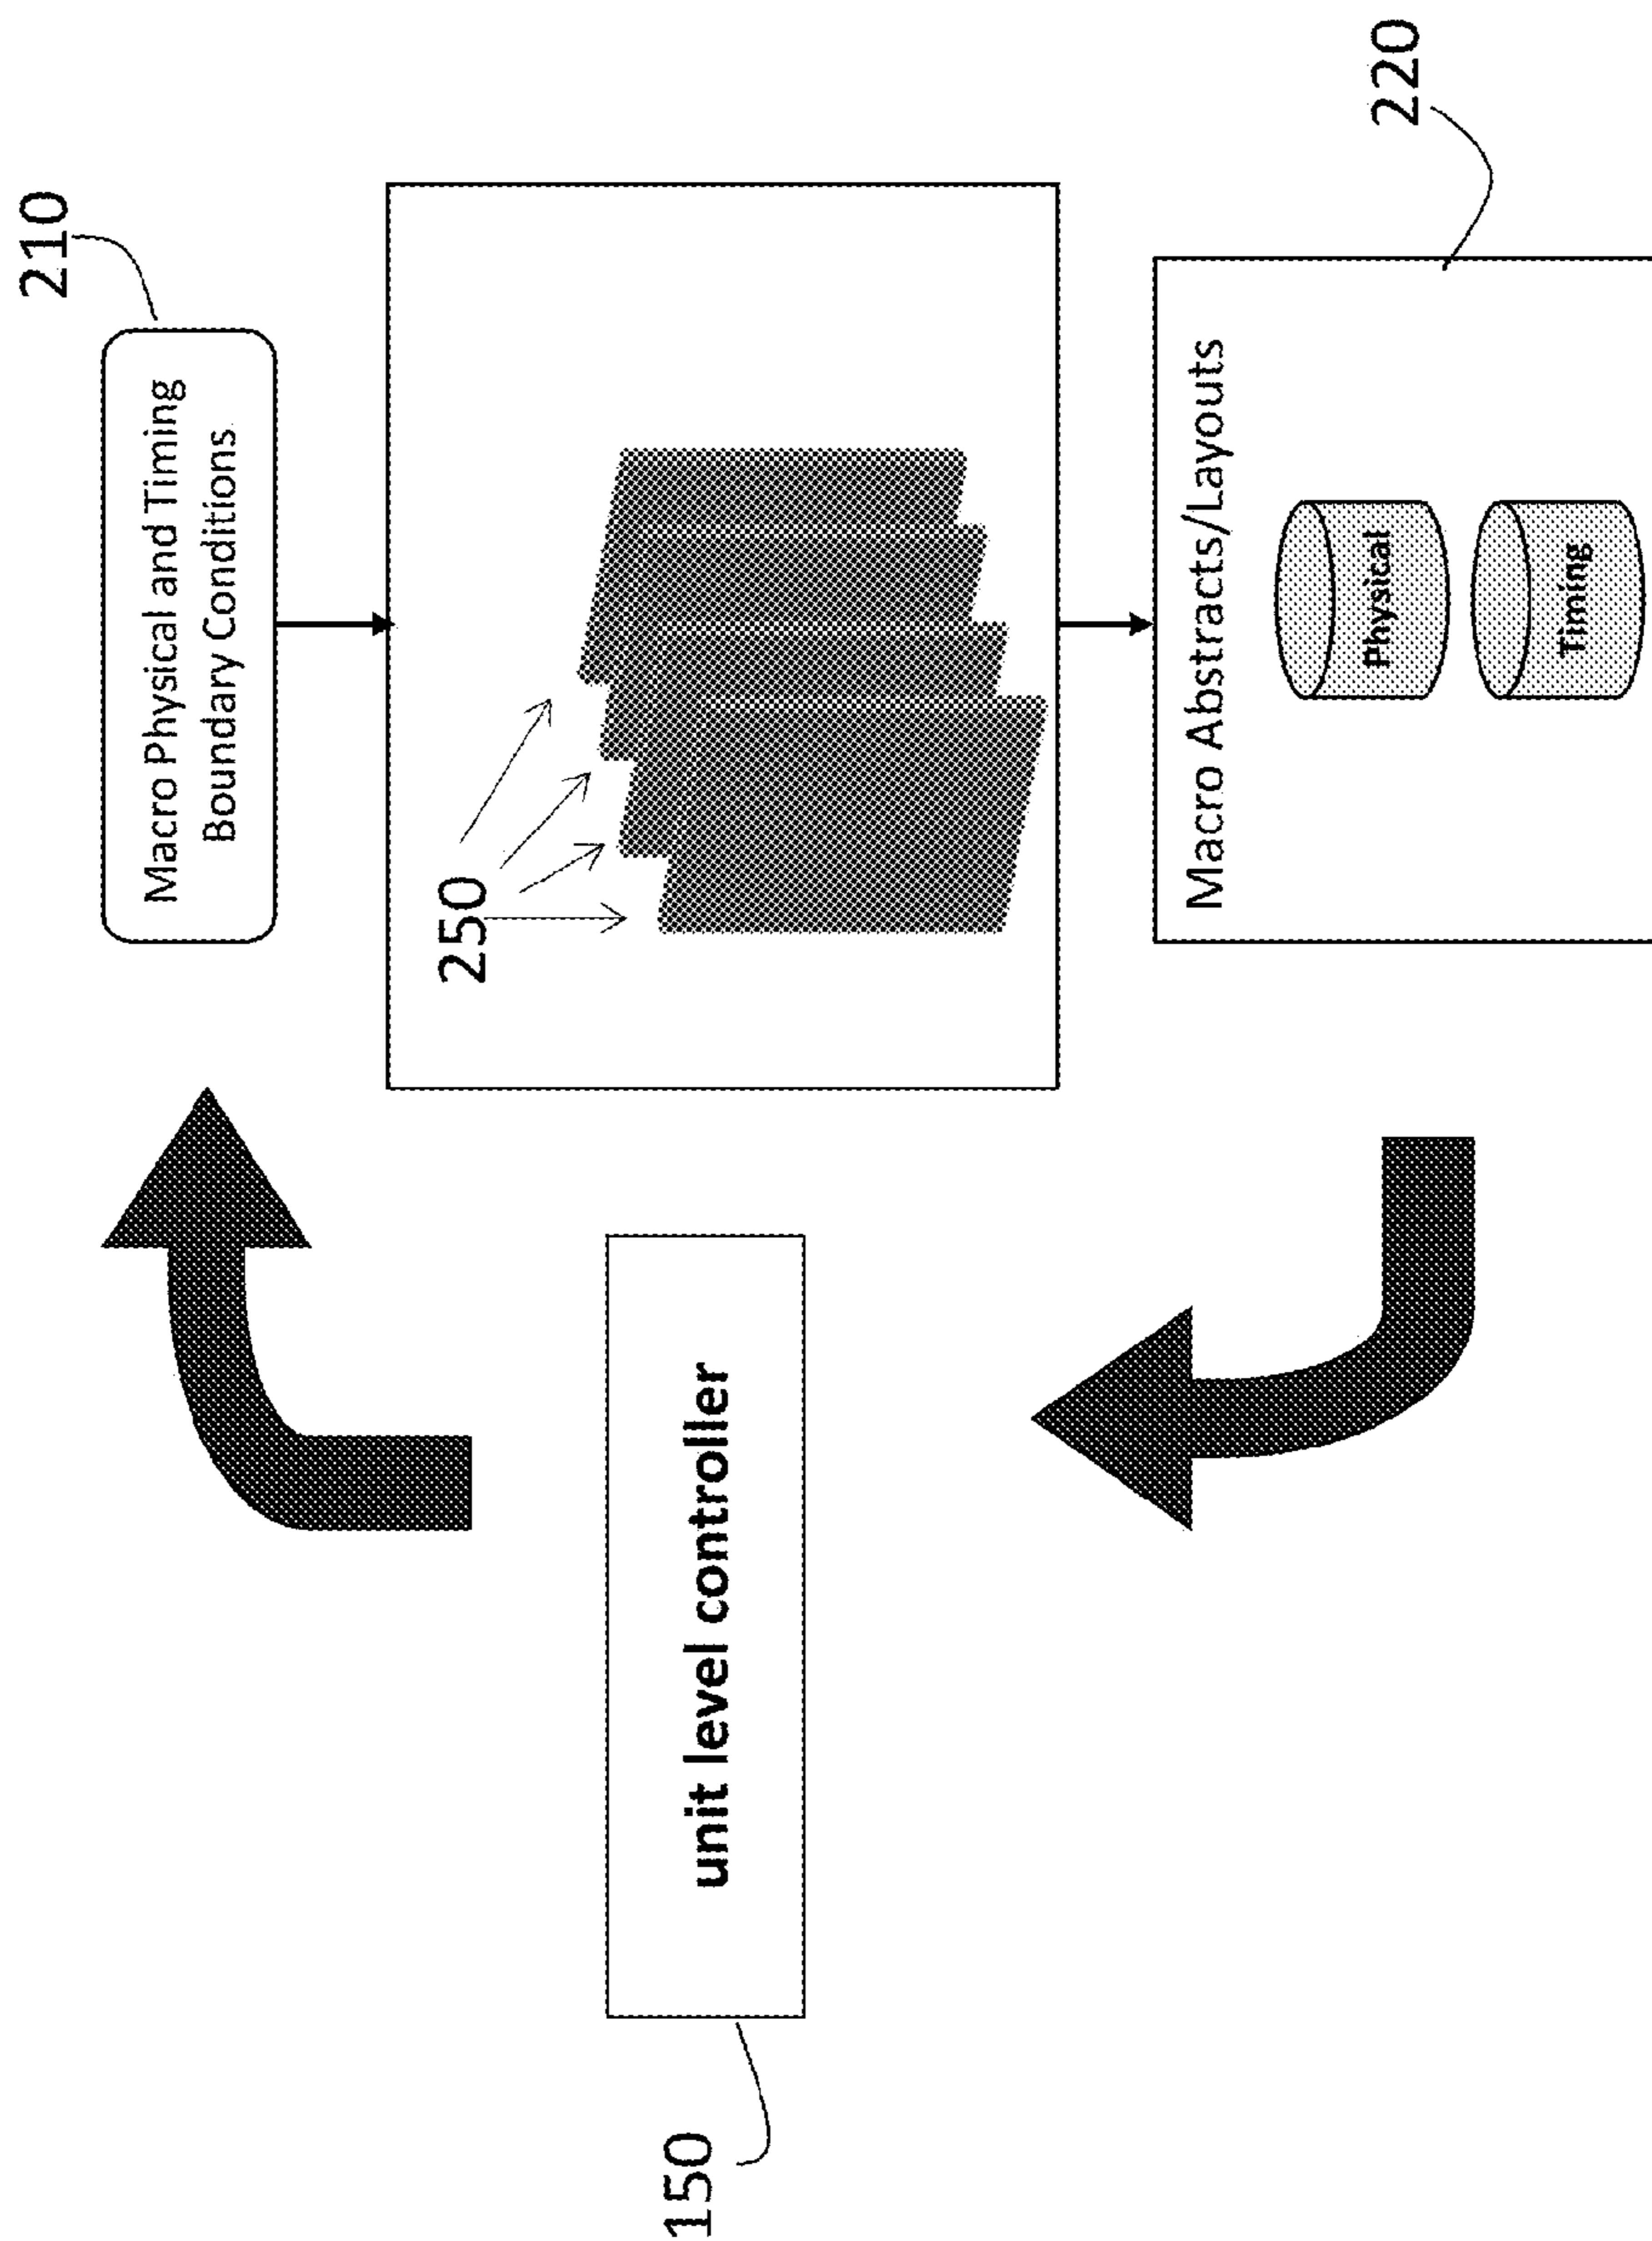 210
Macro Physical and Timing
Boundary Conditions
250
150
unit level controller
Macro Abstracts/Layouts
220
Physical
Timing